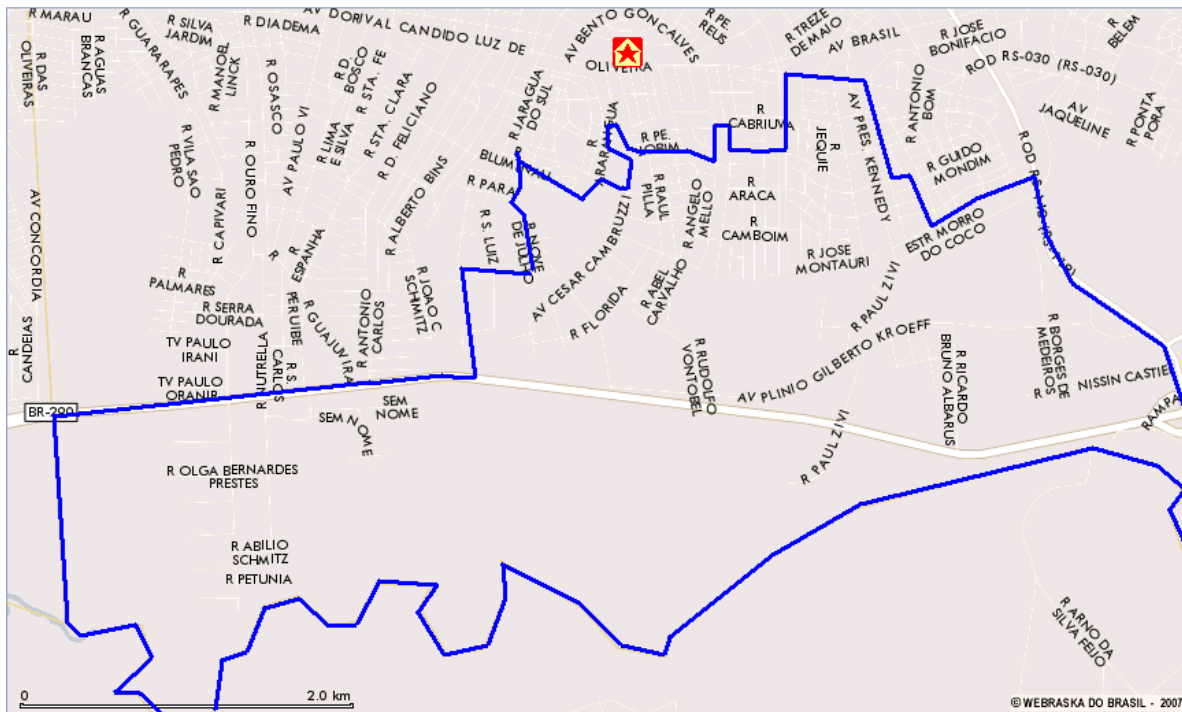 R MARAU
R GUARARAPES
R SILVA
JARDIM
R DIADEMA
AV DORIVAL CANDIDO LUZ DE
OLIVEIRA
AV BENTO GONCALVES
R PE
REUS
R TREZE
DE MAIO
AV BRASIL
R JOSE
BONIFACIO
R
BELEM
ROD RS-030 (RS-030)
R DAS
OLIVEIRAS
R AGUAS
BRANCAS
R MANOEL
LINCK
R OSASCO
R D.
BOSCO
R STA. FE
R LIMA
E SILVA
R STA. CLARA
R D. FELICIANO
AV PAULO VI
R JARAGUA
DO SUL
R PE.
JOBIM
R
CABRIUVA
R
JEQUIE
AV PRES. KENNEDY
R ANTONIO
BOM
AV
JAQUELINE
R PONTA
PORA
R GUIDO
MONDIM
R VILA SAO
PEDRO
R OURO FINO
R CAPIVARI
R ALBERTO BINS
BLUMENAU
R PARA
R RAUL
PILLA
R ANGELO
MELLO
R
ARACA
R
CAMBOIM
ESTR MORRO
DO COCO
AV CONCORDIA
R
ESPANHA
R S. LUIZ
R NOVE
DE JULHO
AV CESAR CAMBRUZZI
R JOSE
MONTAURI
R PAUL ZIVI
R
PALMARES
R SERRA
DOURADA
R
PERUIBE
R GUAJUVIRA
R ANTONIO
CARLOS
R JOAO C
SCHMITZ
R FLORIDA
R ABEL
CARVALHO
R
CANDEIAS
TV PAULO
IRANI
TV PAULO
R S.
CARLOS
R RUDOLFO
VONTOBEL
AV PLINIO GILBERTO KROEFF
R RICARDO
BRUNO ALBARUS
R BORGES DE
MEDEIROS
R NISSIN CASTIE
SEM
NOME
SEM NOME
R PAUL ZIVI
R OLGA BERNARDES
PRESTES
R ABILIO
SCHMITZ
R PETUNIA
R ARNO DA
SILVA FEIJO
0 2.0 km
© WEBRASKA DO BRASIL - 2007